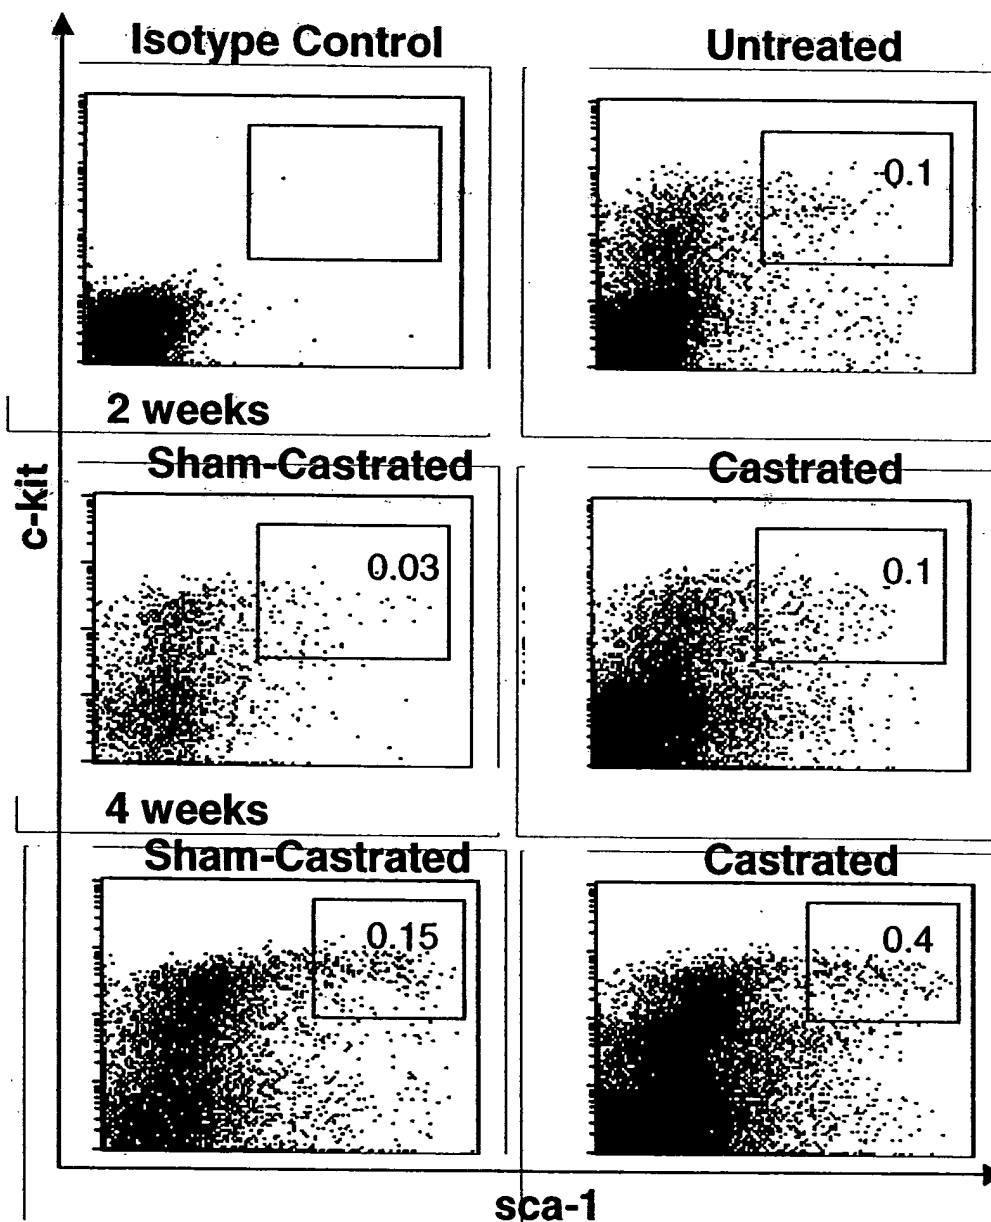 Isotype Control
Untreated
0.1
2 weeks
Sham-Castrated
Castrated
c-kit
0.03
0.1
4 weeks
Sham-Castrated
Castrated
0.15
0.4
sca-1